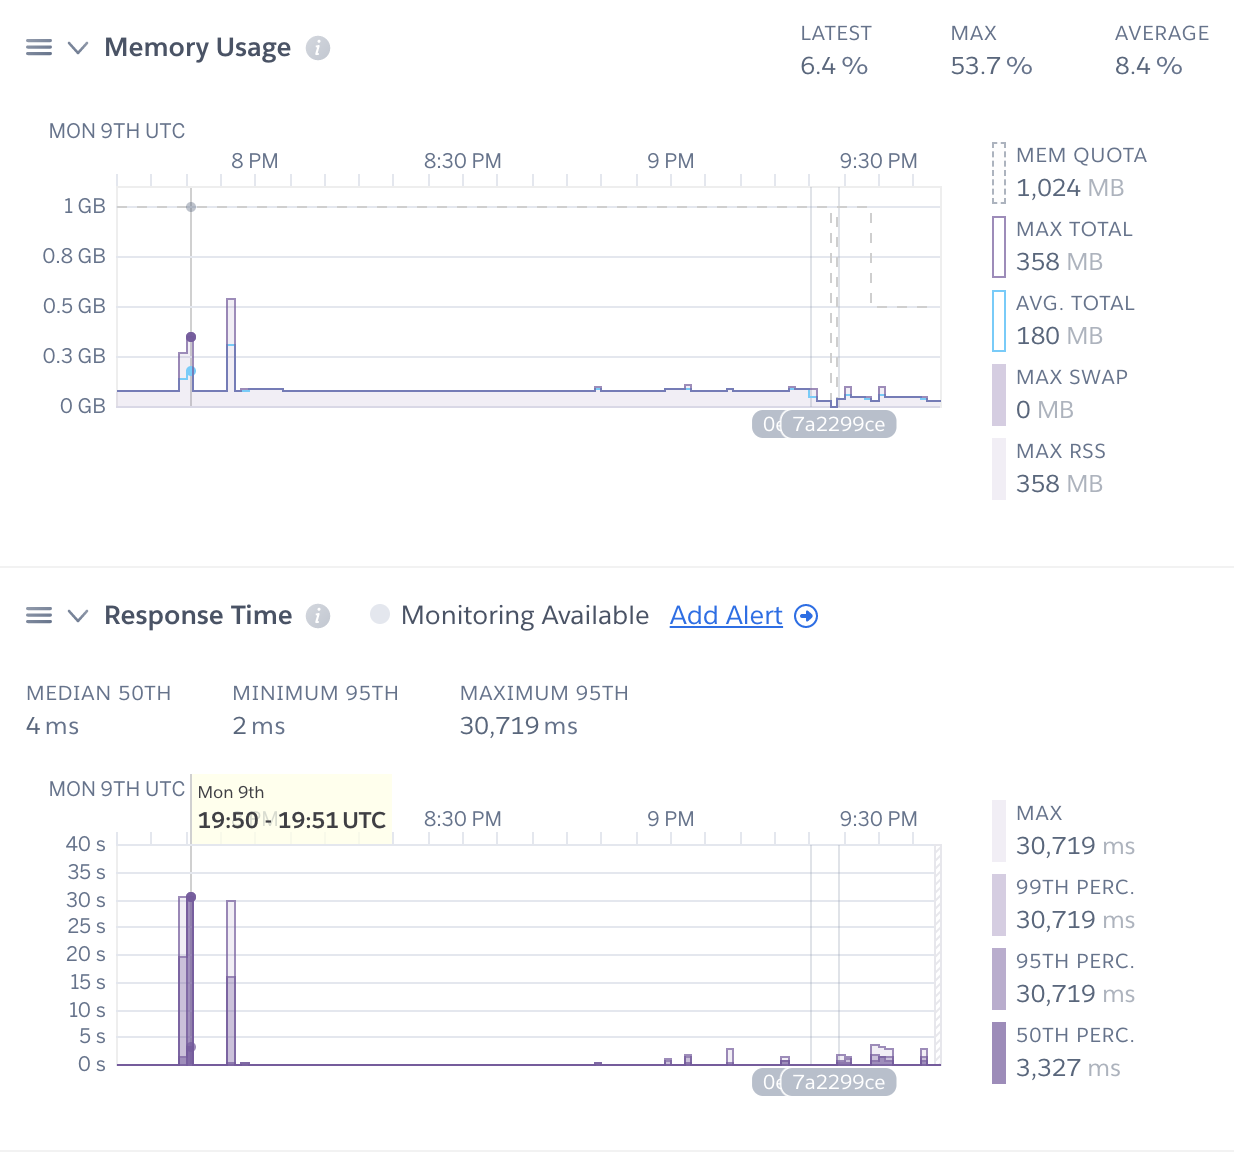 Memory Usage i
LATEST
6.4 %
MAX
53.7 %
AVERAGE
8.4 %
MON 9TH UTC
8 PM 8:30 PM 9 PM 9:30 PM
1 GB
0.8 GB
0.5 GB
0.3 GB
0 GB
0e 7a2299ce
MEM QUOTA
1,024 MB
MAX TOTAL
358 MB
AVG. TOTAL
180 MB
MAX SWAP
0 MB
MAX RSS
358 MB
Response Time i Monitoring Available Add Alert
MEDIAN 50TH
4 ms
MINIMUM 95TH
2 ms
MAXIMUM 95TH
30,719 ms
MON 9TH UTC
Mon 9th
19:50 - 19:51 UTC
8:30 PM 9 PM 9:30 PM
40 s
35 s
30 s
25 s
20 s
15 s
10 s
5 s
0 s
0e 7a2299ce
MAX
30,719 ms
99TH PERC.
30,719 ms
95TH PERC.
30,719 ms
50TH PERC.
3,327 ms